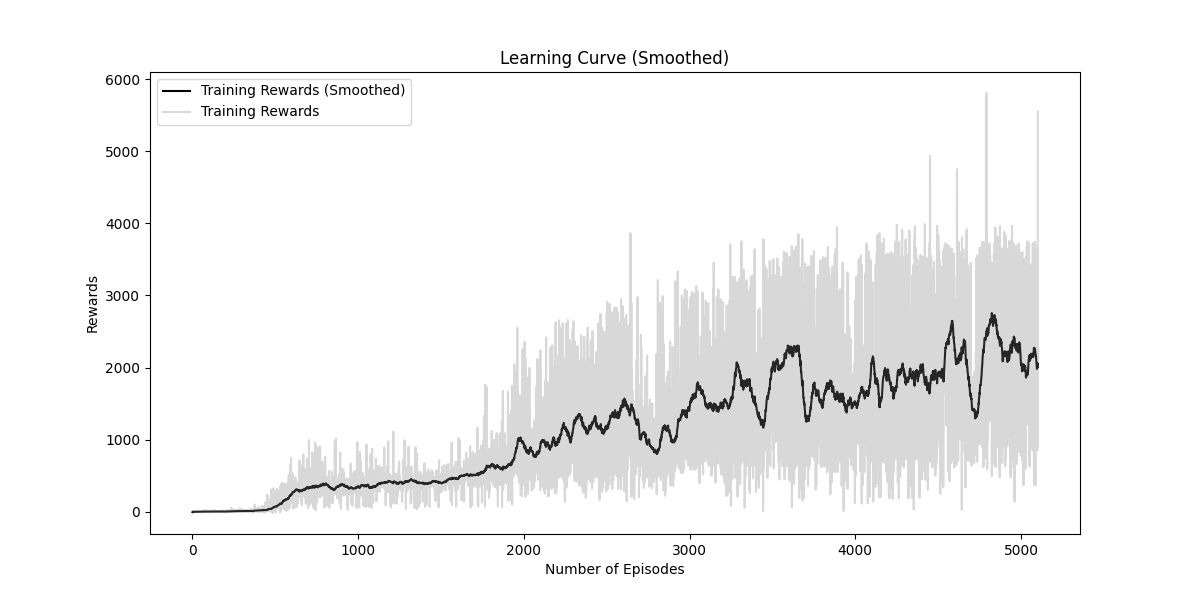 Learning Curve (Smoothed)
Training Rewards (Smoothed)
Training Rewards
6000
5000
4000
3000
2000
1000
0
Rewards
0 1000 2000 3000 4000 5000
Number of Episodes